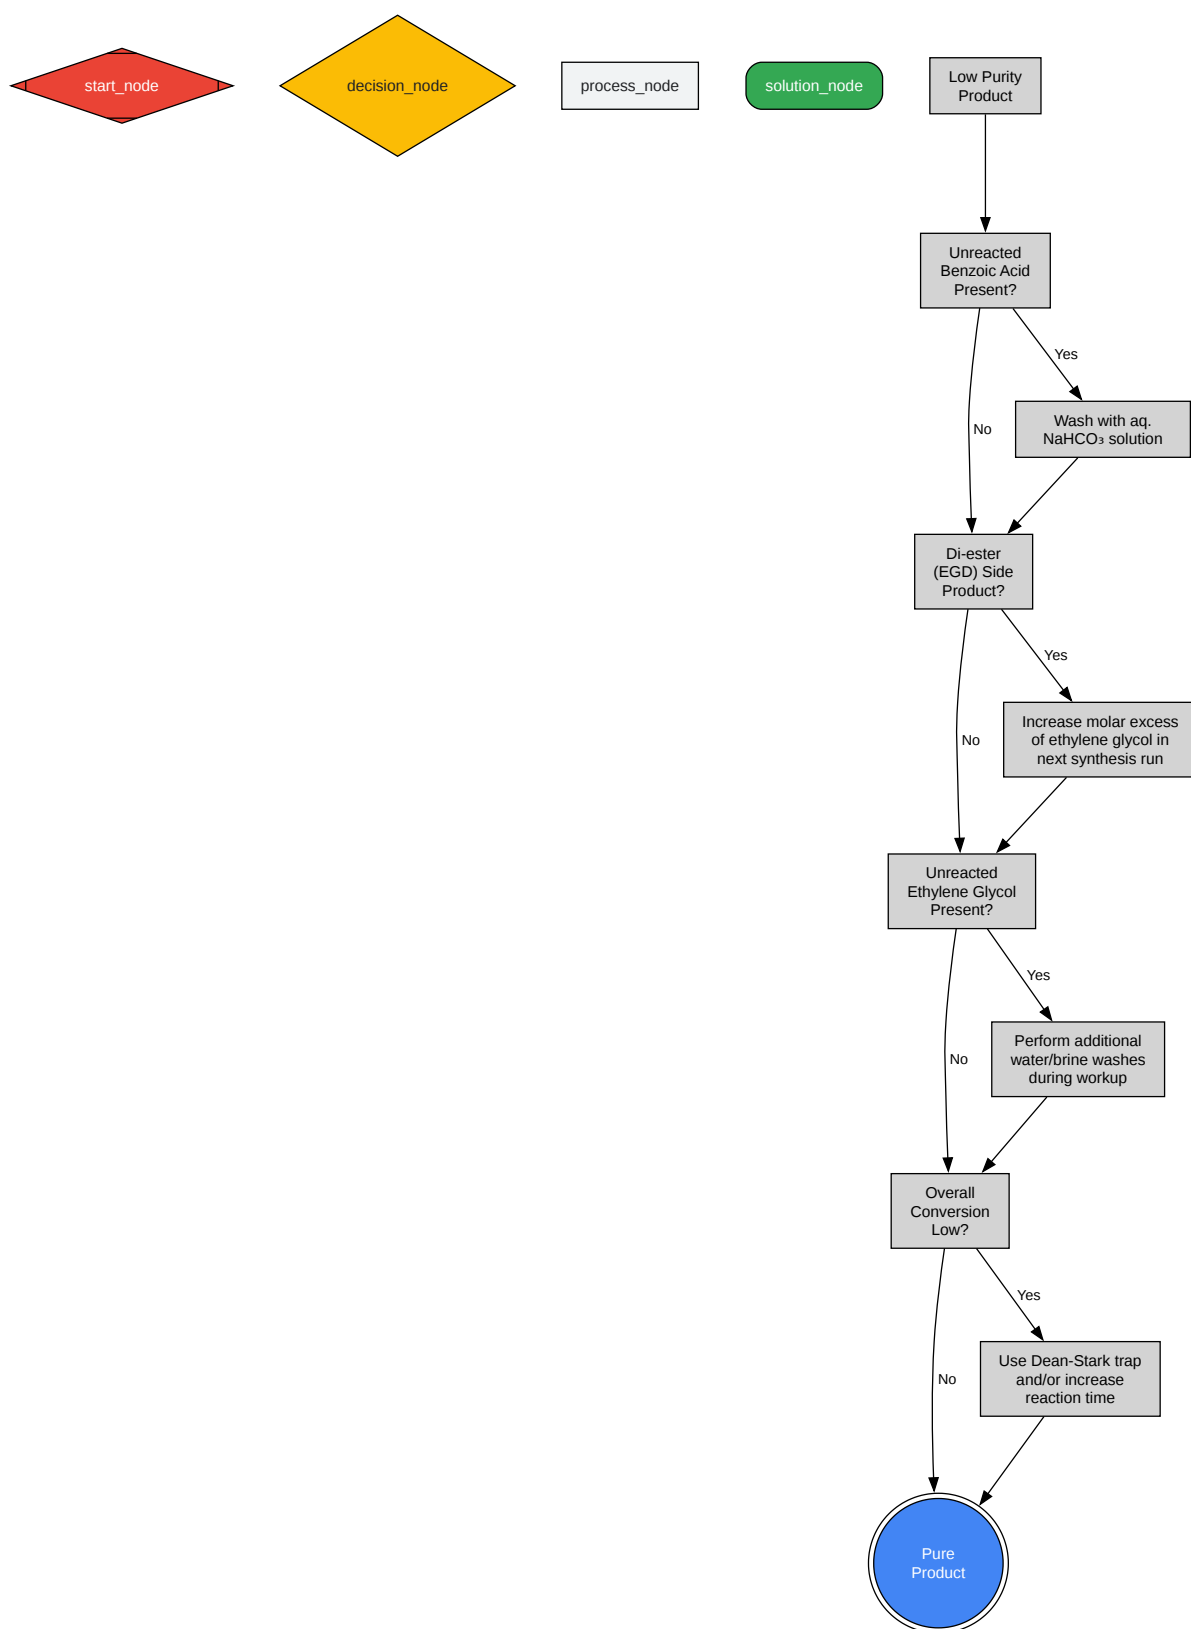 start_node
decision_node
process_node
solution_node
Low Purity
Product
Unreacted
Benzoic Acid
Present?
Yes
Wash with aq.
NaHCO₃ solution
No
Di-ester
(EGD) Side
Product?
Yes
Increase molar excess
of ethylene glycol in
next synthesis run
No
Unreacted
Ethylene Glycol
Present?
Yes
Perform additional
water/brine washes
during workup
No
Overall
Conversion
Low?
Yes
Use Dean-Stark trap
and/or increase
reaction time
No
Pure
Product